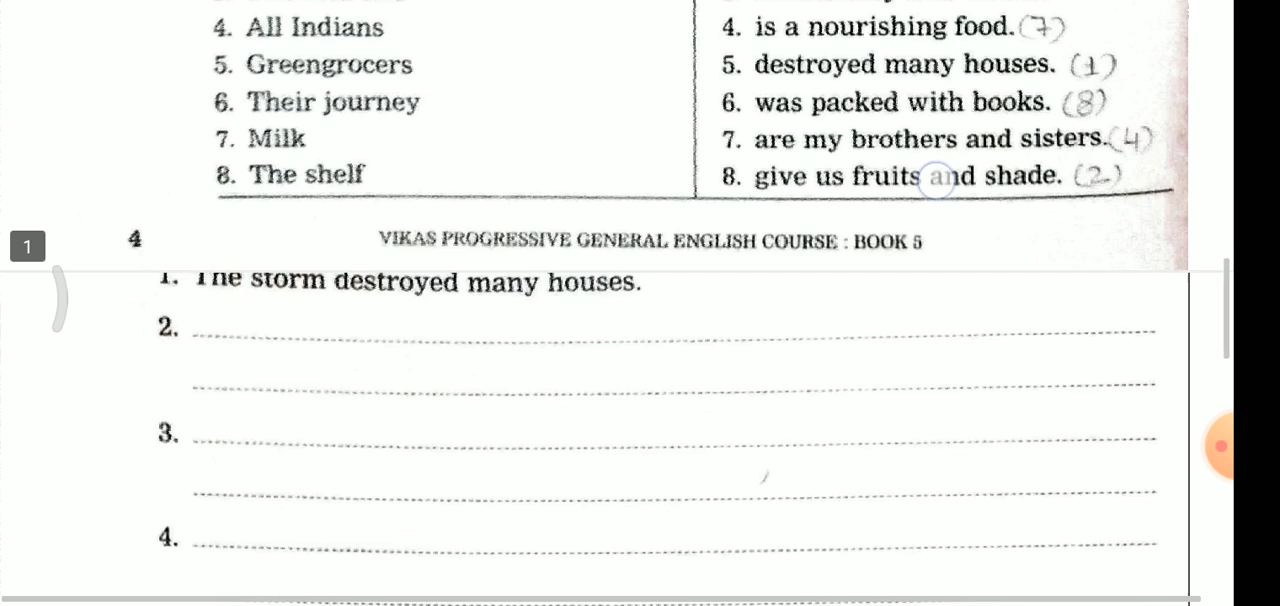 4. All Indians
5. Greengrocers
6. Their journey
7. Milk
8. The shelf
4. is a nourishing food. (7)
5. destroyed many houses. (1)
6. was packed with books. (8)
7. are my brothers and sisters. (4)
8. give us fruits and shade. (2)
1
4
VIKAS PROGRESSIVE GENERAL ENGLISH COURSE : BOOK 5
1. The storm destroyed many houses.
2.
3.
4.